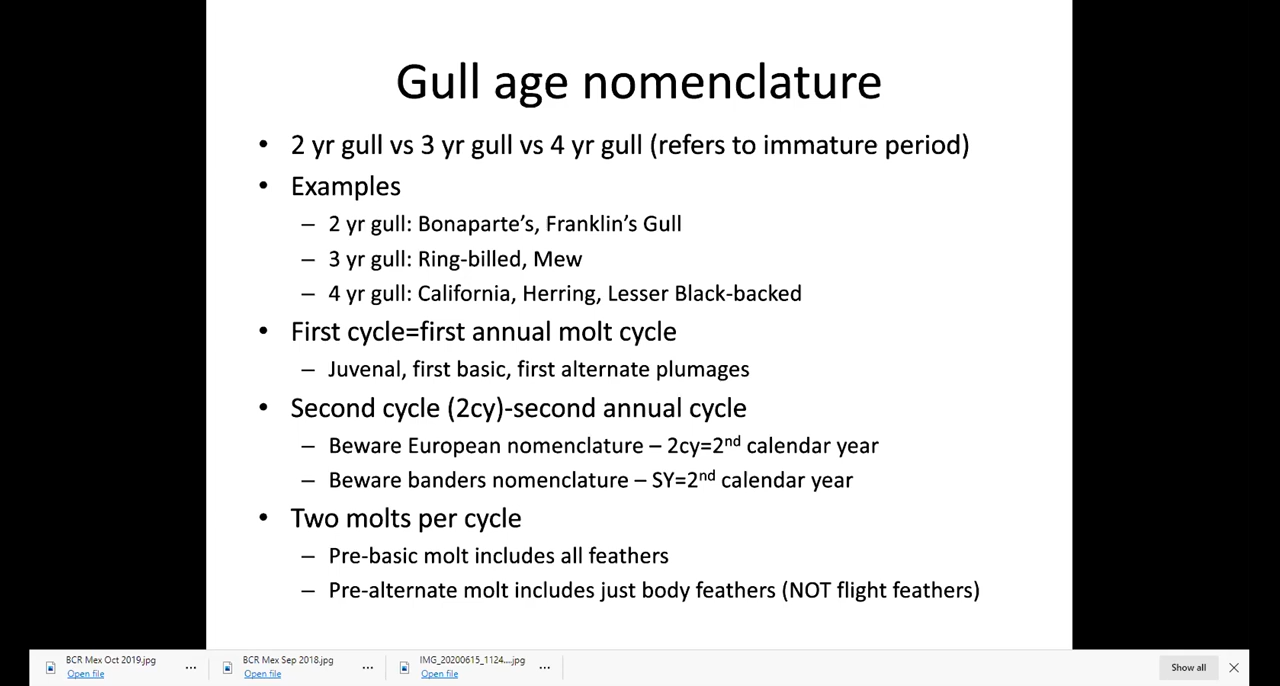 Gull age nomenclature
• 2 yr gull vs 3 yr gull vs 4 yr gull (refers to immature period)
• Examples
– 2 yr gull: Bonaparte’s, Franklin’s Gull
– 3 yr gull: Ring-billed, Mew
– 4 yr gull: California, Herring, Lesser Black-backed
• First cycle=first annual molt cycle
– Juvenal, first basic, first alternate plumages
• Second cycle (2cy)-second annual cycle
– Beware European nomenclature – 2cy=2nd calendar year
– Beware banders nomenclature – SY=2nd calendar year
• Two molts per cycle
– Pre-basic molt includes all feathers
– Pre-alternate molt includes just body feathers (NOT flight feathers)
BCR Mex Oct 2019.jpg
Open file
BCR Mex Sep 2018.jpg
Open file
IMG_20200615_1124....jpg
Open file
Show all